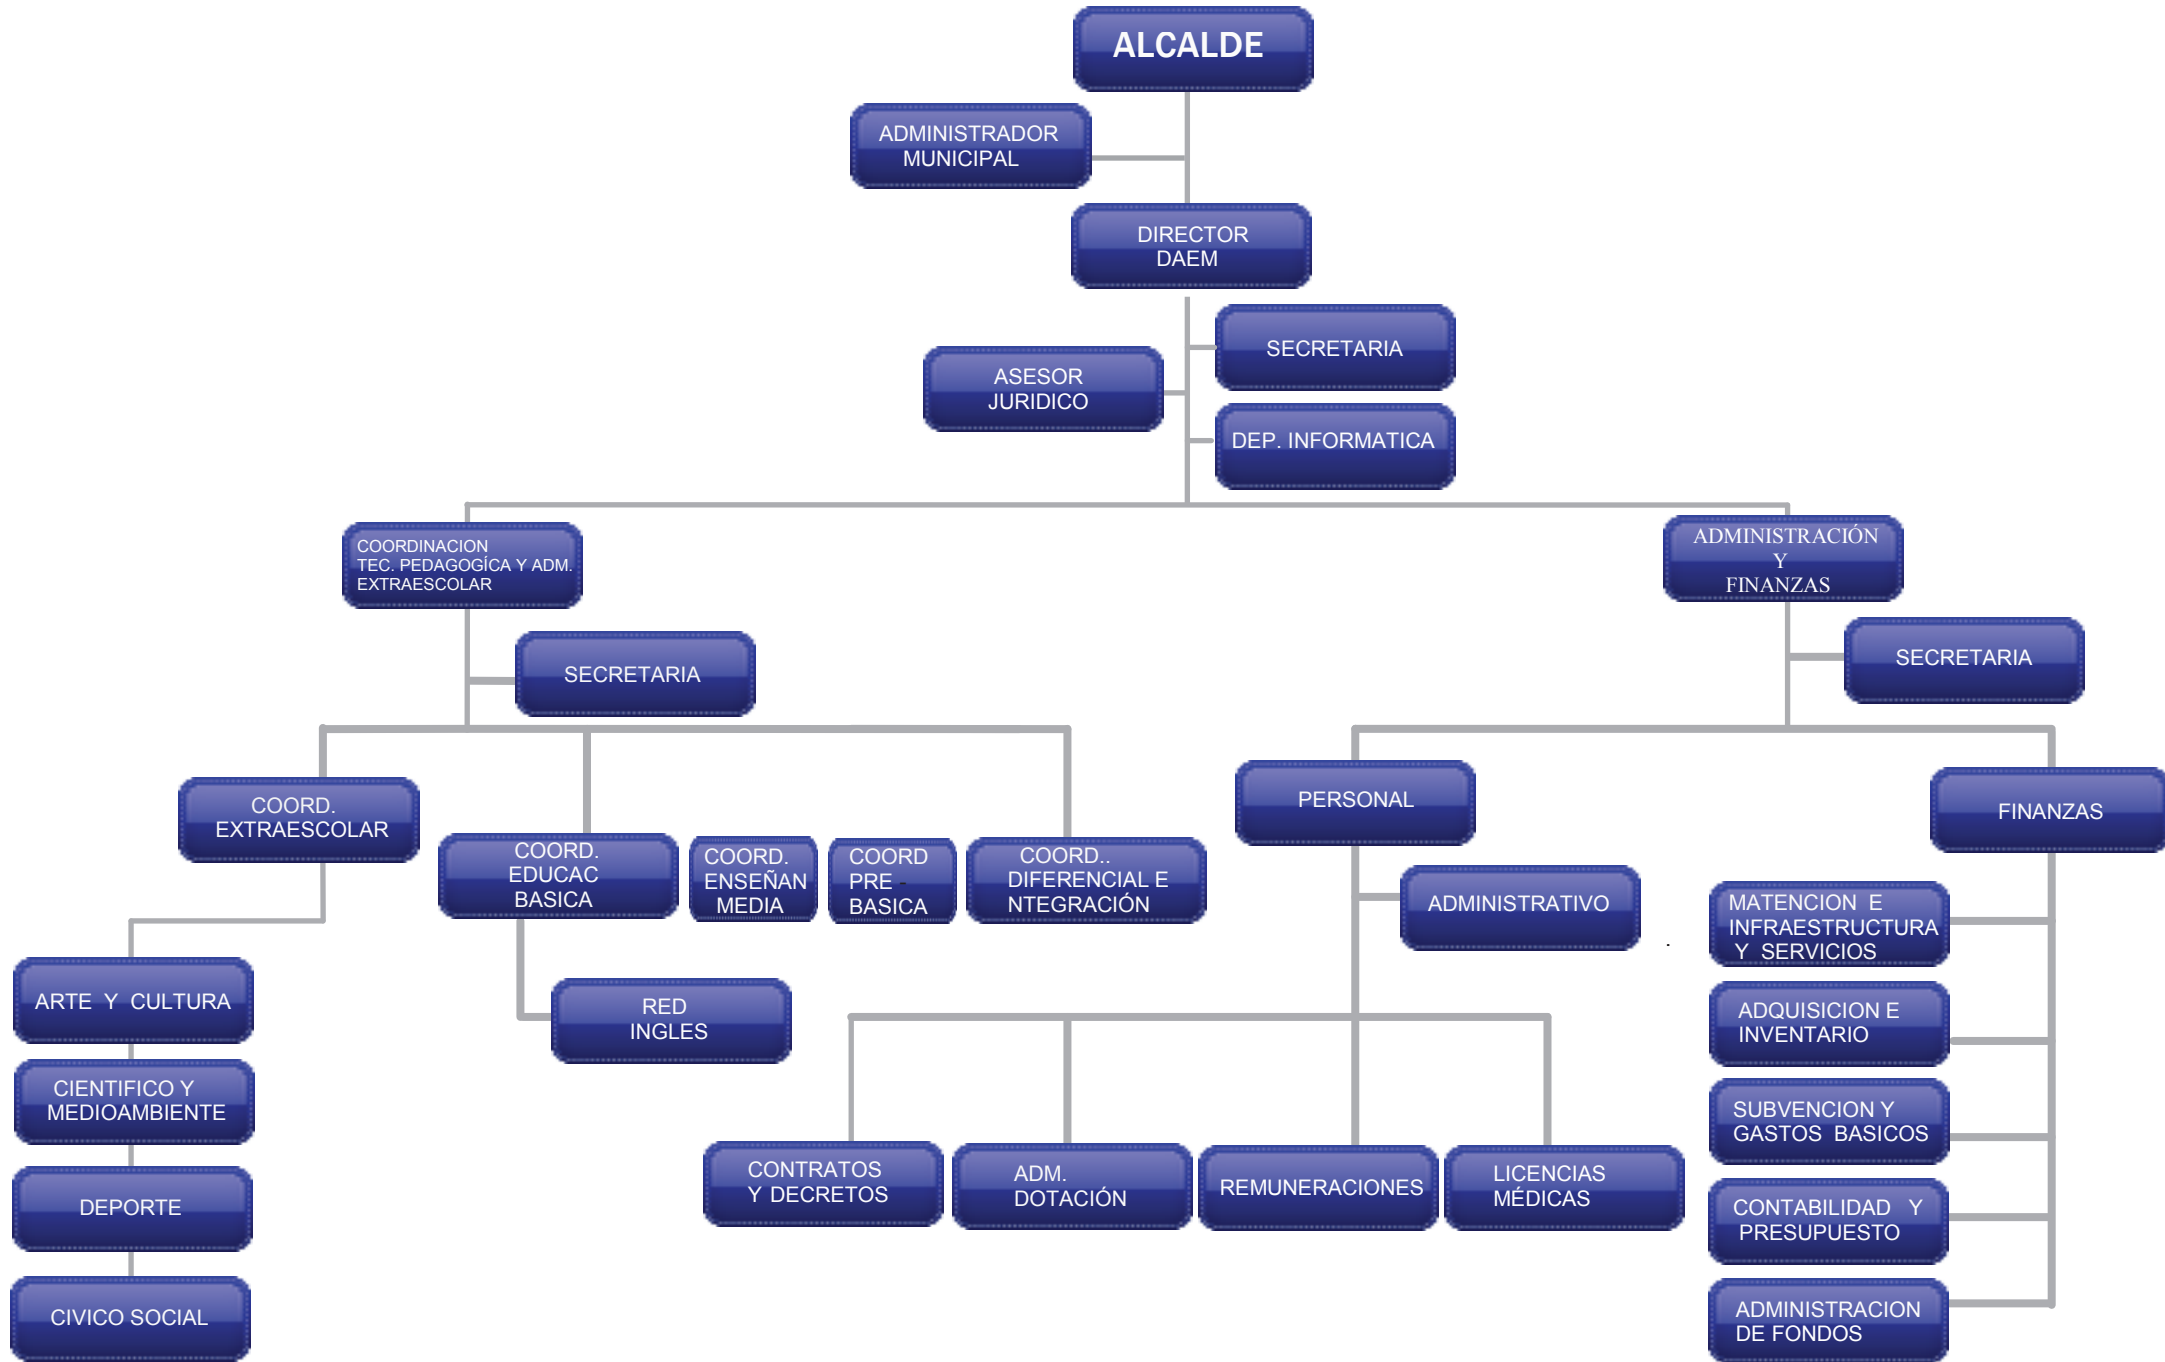 ALCALDE
ADMINISTRADOR
MUNICIPAL
DIRECTOR
DAEM
SECRETARIA
ASESOR
JURIDICO
DEP. INFORMATICA
COORDINACION
TEC. PEDAGOGÍCA Y ADM.
EXTRAESCOLAR
ADMINISTRACIÓN
Y
FINANZAS
SECRETARIA
SECRETARIA
COORD.
EXTRAESCOLAR
COORD.
EDUCAC
BASICA
COORD.
ENSEÑAN
MEDIA
COORD
PRE -
BASICA
COORD..
DIFERENCIAL E
NTEGRACIÓN
PERSONAL
FINANZAS
ADMINISTRATIVO
.
MATENCION E
INFRAESTRUCTURA
Y SERVICIOS
ARTE Y CULTURA
RED
INGLES
ADQUISICION E
INVENTARIO
CIENTIFICO Y
MEDIOAMBIENTE
SUBVENCION Y
GASTOS BASICOS
DEPORTE
CONTRATOS
Y DECRETOS
ADM.
DOTACIÓN
REMUNERACIONES
LICENCIAS
MÉDICAS
CONTABILIDAD Y
PRESUPUESTO
CIVICO SOCIAL
ADMINISTRACION
DE FONDOS